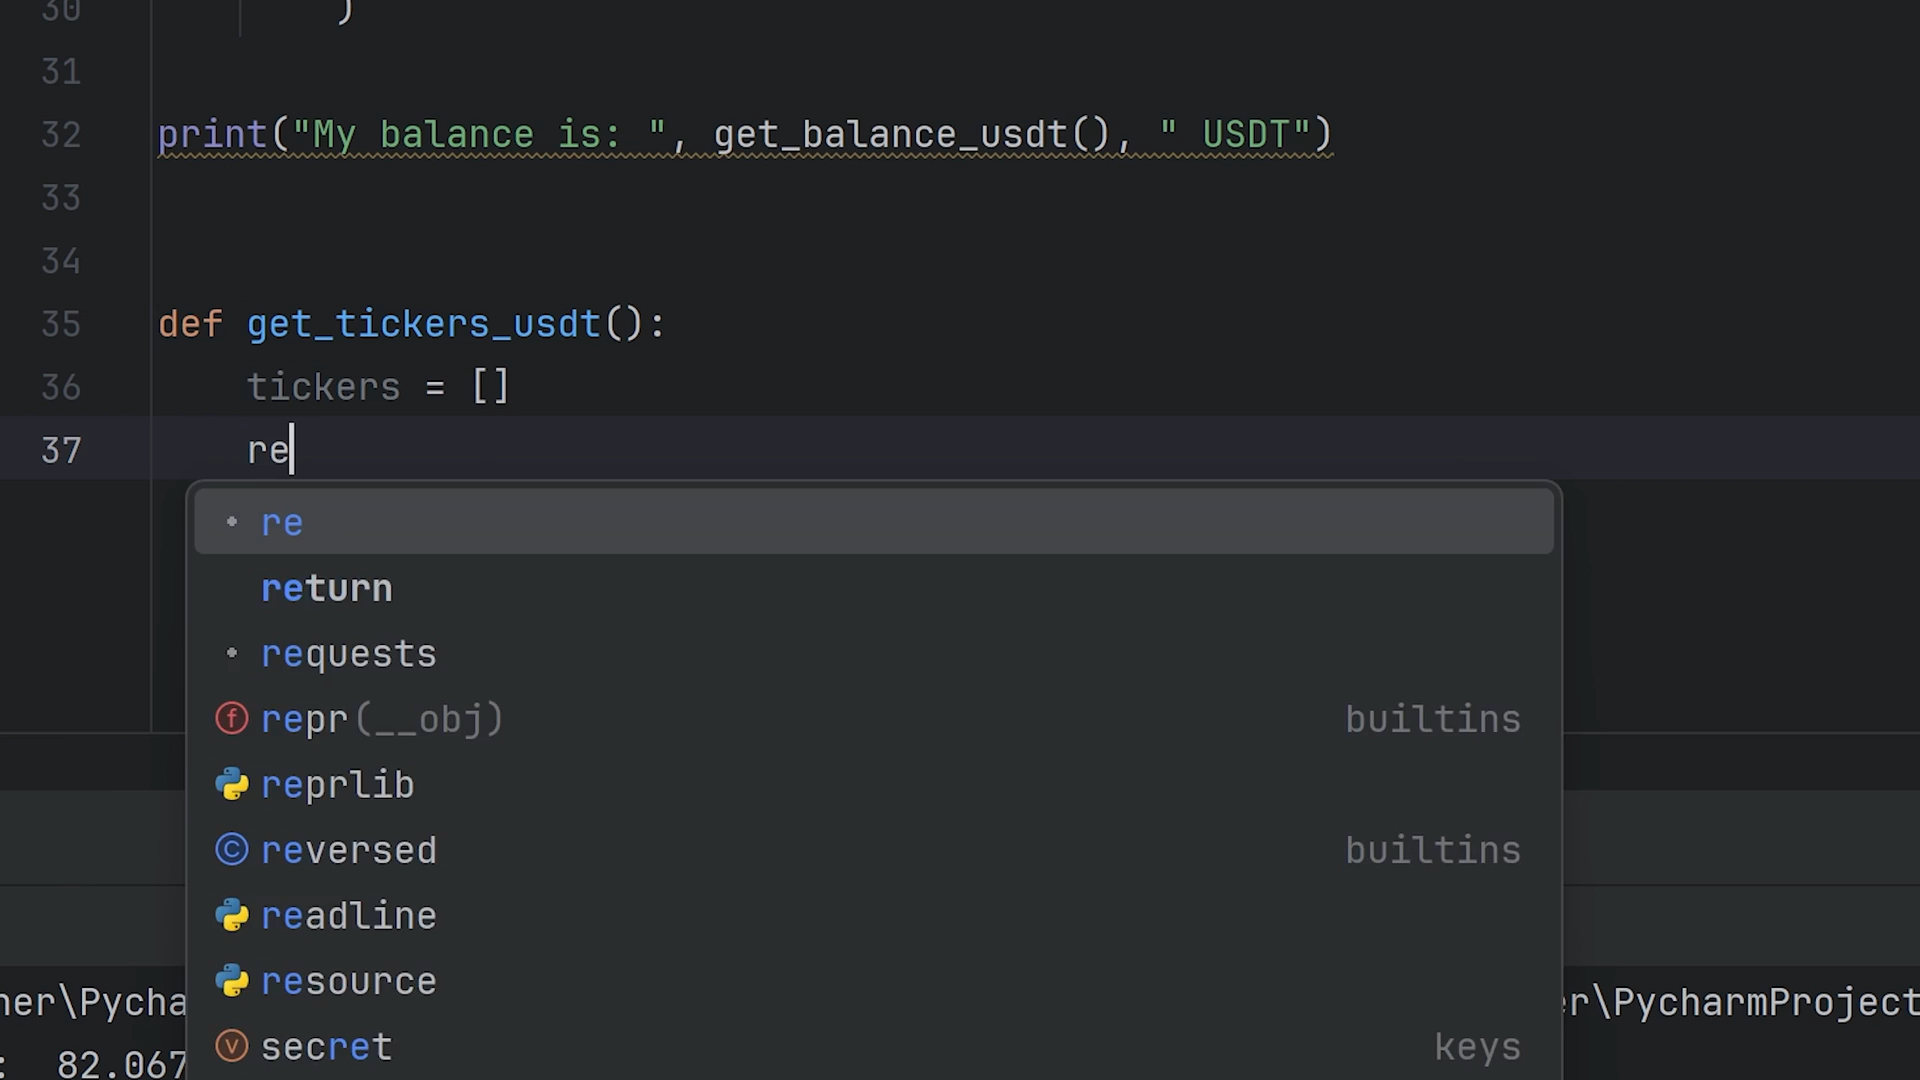 30 )
31
32 print("My balance is: ", get_balance_usdt(), " USDT")
33
34
35 def get_tickers_usdt():
36 tickers = []
37 re
re
return
requests
f repr(__obj) builtins
reprlib
C reversed builtins
readline
resource
V secret keys
ner\Pycha er\PycharmProject
: 82.067